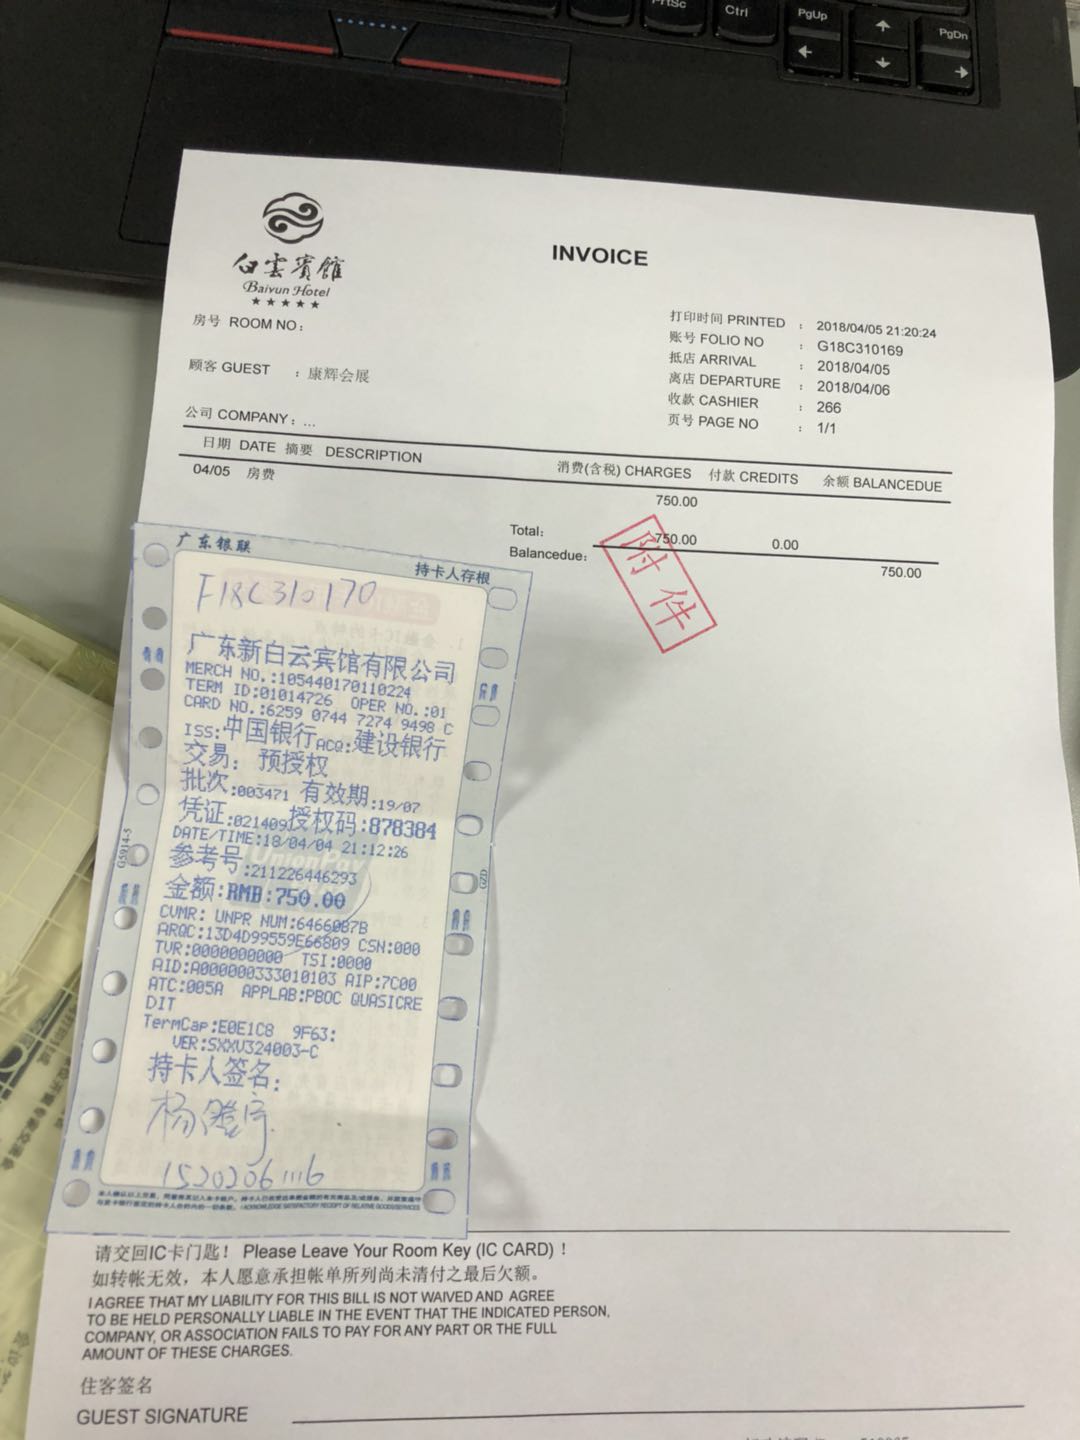 PrtSc
Ctrl
PgUp
PgDn
白雲賓館
Baiyun Hotel
★★★★★
INVOICE
房号 ROOM NO：
顾客 GUEST ：康辉会展
公司 COMPANY：...
打印时间 PRINTED ： 2018/04/05 21:20:24
账号 FOLIO NO ： G18C310169
抵店 ARRIVAL ： 2018/04/05
离店 DEPARTURE ： 2018/04/06
收款 CASHIER ： 266
页号 PAGE NO ： 1/1
日期 DATE 摘要 DESCRIPTION 消费(含税) CHARGES 付款 CREDITS 余额 BALANCEDUE
04/05 房费 750.00
Total: 750.00 0.00
Balancedue: 750.00
附件
广东银联
持卡人存根
F18C310170
广东新白云宾馆有限公司
MERCH NO.:105440170110224
TERM ID:01014726 OPER NO.:01
CARD NO.:6259 0744 7274 9498 C
ISS:中国银行ACQ:建设银行
交易: 预授权
批次:003471 有效期:19/07
凭证:021409授权码:878384
DATE/TIME:18/04/04 21:12:26
参考号:211226446293
金额:RMB:750.00
CVMR: UNPR NUM:6466087B
ARQC:13D4D99559E66809 CSN:000
TVR:0000000000 TSI:0000
AID:A000000333010103 AIP:7C00
ATC:005A APPLAB:PBOC QUASICRE
DIT
TermCap:E0E1C8 9F63:
VER:SXXV324003-C
持卡人签名:
15202061116
G5914-5
GZD
UnionPay
请交回IC卡门匙！ Please Leave Your Room Key (IC CARD)！
如转帐无效，本人愿意承担帐单所列尚未清付之最后欠额。
I AGREE THAT MY LIABILITY FOR THIS BILL IS NOT WAIVED AND AGREE
TO BE HELD PERSONALLY LIABLE IN THE EVENT THAT THE INDICATED PERSON,
COMPANY, OR ASSOCIATION FAILS TO PAY FOR ANY PART OR THE FULL
AMOUNT OF THESE CHARGES.
住客签名
GUEST SIGNATURE